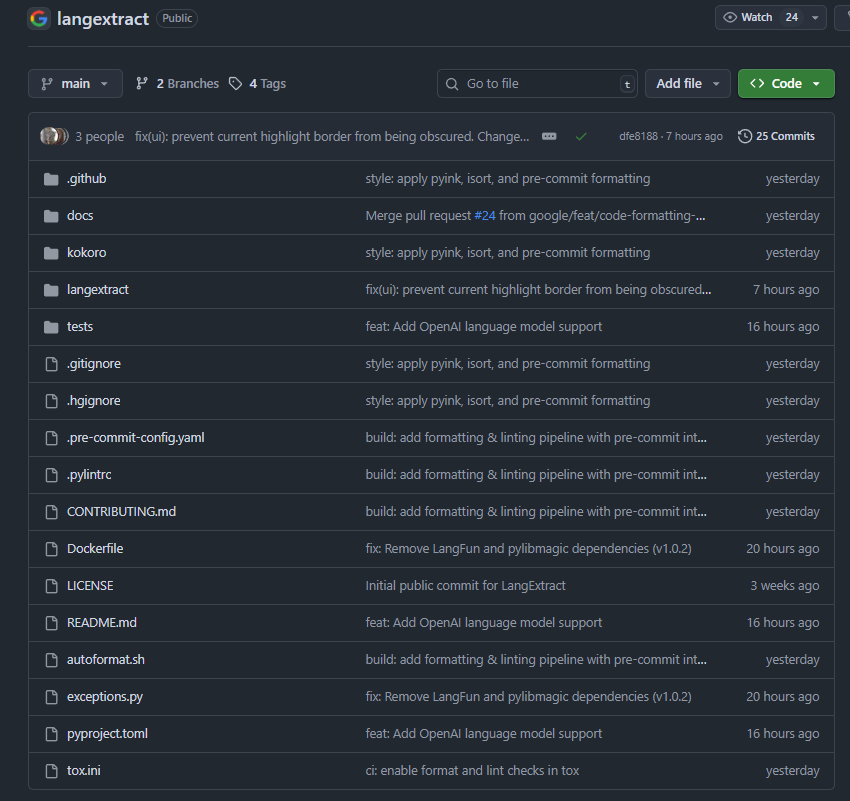 langextract Public Watch 24
main 2 Branches 4 Tags Go to file t Add file Code
3 people fix(ui): prevent current highlight border from being obscured. Change... dfe8188 · 7 hours ago 25 Commits
.github style: apply pyink, isort, and pre-commit formatting yesterday
docs Merge pull request #24 from google/feat/code-formatting-... yesterday
kokoro style: apply pyink, isort, and pre-commit formatting yesterday
langextract fix(ui): prevent current highlight border from being obscured... 7 hours ago
tests feat: Add OpenAI language model support 16 hours ago
.gitignore style: apply pyink, isort, and pre-commit formatting yesterday
.hgignore style: apply pyink, isort, and pre-commit formatting yesterday
.pre-commit-config.yaml build: add formatting & linting pipeline with pre-commit int... yesterday
.pylintrc build: add formatting & linting pipeline with pre-commit int... yesterday
CONTRIBUTING.md build: add formatting & linting pipeline with pre-commit int... yesterday
Dockerfile fix: Remove LangFun and pylibmagic dependencies (v1.0.2) 20 hours ago
LICENSE Initial public commit for LangExtract 3 weeks ago
README.md feat: Add OpenAI language model support 16 hours ago
autoformat.sh build: add formatting & linting pipeline with pre-commit int... yesterday
exceptions.py fix: Remove LangFun and pylibmagic dependencies (v1.0.2) 20 hours ago
pyproject.toml feat: Add OpenAI language model support 16 hours ago
tox.ini ci: enable format and lint checks in tox yesterday